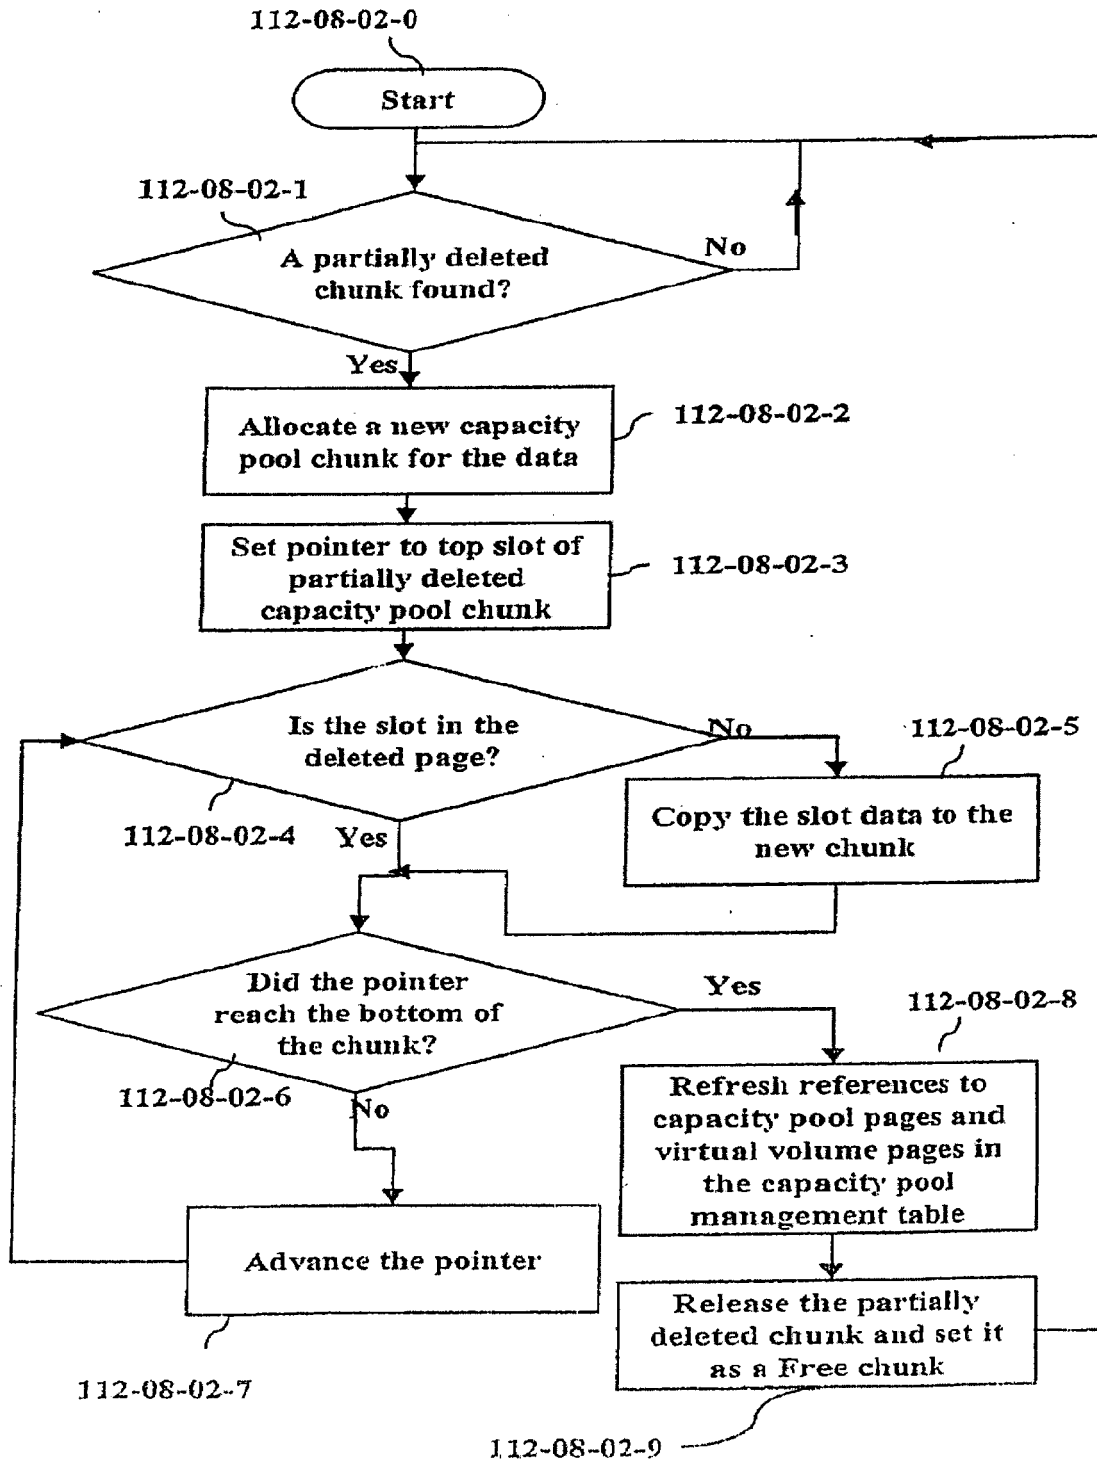 112-08-02-0
Start
112-08-02-1
No
A partially deleted
chunk found?
Yes
Allocate a new capacity
pool chunk for the data
112-08-02-2
Set pointer to top slot of
partially deleted
capacity pool chunk
112-08-02-3
Is the slot in the
deleted page?
No
112-08-02-5
112-08-02-4
Yes
Copy the slot data to the
new chunk
Did the pointer
reach the bottom of
the chunk?
Yes
112-08-02-8
112-08-02-6
No
Refresh references to
capacity pool pages and
virtual volume pages in
the capacity pool
management table
Advance the pointer
112-08-02-7
Release the partially
deleted chunk and set it
as a Free chunk
112-08-02-9